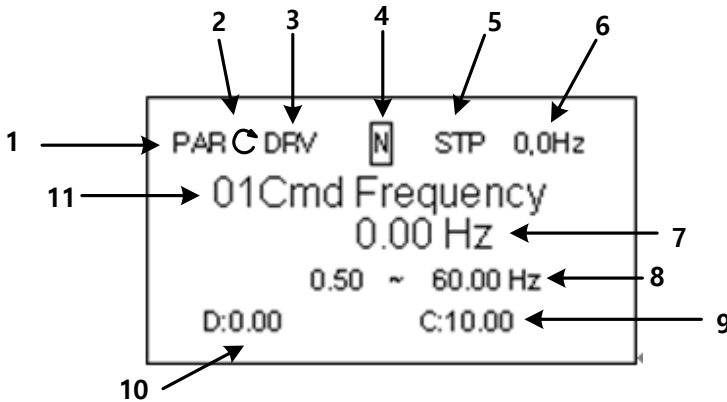 2 3 4 5 6
1 PAR DRV N STP 0,0Hz
11 01Cmd Frequency
0.00 Hz 7
0.50 ~ 60.00 Hz 8
D:0.00 C:10.00 9
10